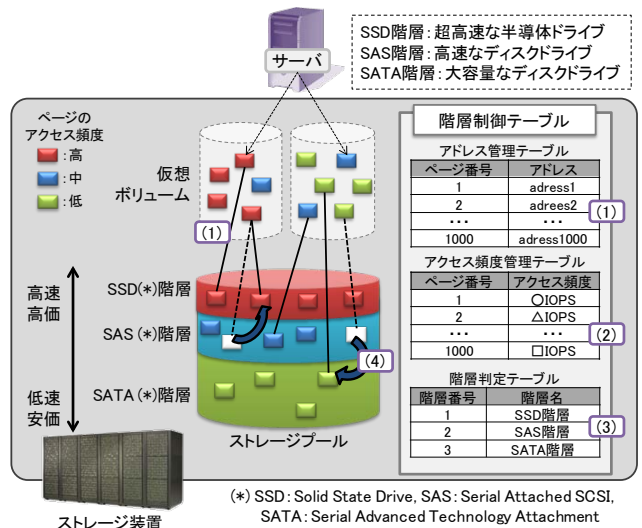 SSD階層：超高速な半導体ドライブ
SAS階層：高速なディスクドライブ
SATA階層：大容量なディスクドライブ
サーバ
ページの
アクセス頻度
：高
：中
：低
仮想
ボリューム
(1)
高速
高価
低速
安価
SSD(*)階層
SAS(*)階層
SATA(*)階層
(4)
ストレージプール
ストレージ装置
階層制御テーブル
アドレス管理テーブル
ページ番号 アドレス
1 adress1
2 adrees2
... ...
1000 adress1000
(1)
アクセス頻度管理テーブル
ページ番号 アクセス頻度
1 ○IOPS
2 △IOPS
... ...
1000 □IOPS
(2)
階層判定テーブル
階層番号 階層名
1 SSD階層
2 SAS階層
3 SATA階層
(3)
(*) SSD：Solid State Drive, SAS：Serial Attached SCSI,
SATA：Serial Advanced Technology Attachment